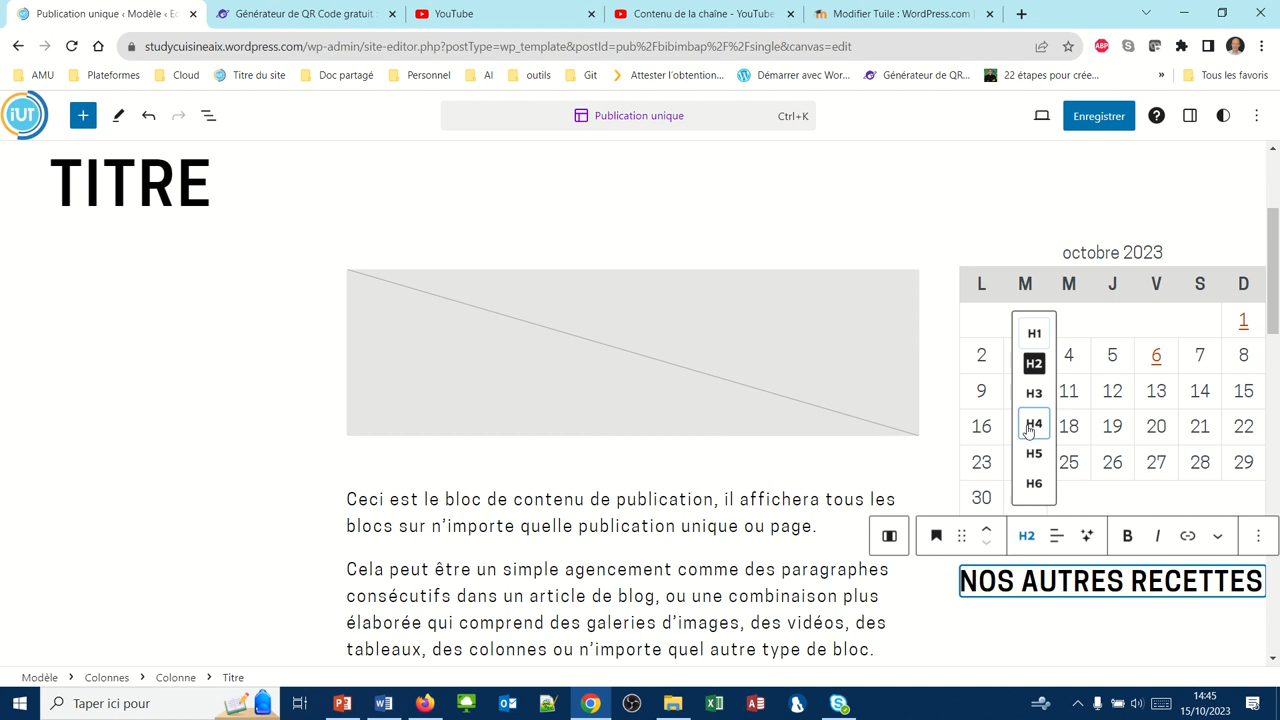 Publication unique ‹ Modèle ‹ Ec
Générateur de QR Code gratuit
YouTube
Contenu de la chaîne - YouTube
Modifier Tuile : WordPress.com
studycuisineaix.wordpress.com/wp-admin/site-editor.php?postType=wp_template&postId=pub%2Fbibimbap%2F%2Fsingle&canvas=edit
ABP
AMU
Plateformes
Cloud
Titre du site
Doc partagé
Personnel
AI
outils
Git
Attester l'obtention...
Démarrer avec Wor...
Générateur de QR...
22 étapes pour crée...
»
Tous les favoris
iUT
Publication unique
Ctrl+K
Enregistrer
TITRE
octobre 2023
L M M J V S D
1
2 4 5 6 7 8
9 11 12 13 14 15
16 18 19 20 21 22
23 25 26 27 28 29
30
H1
H2
H3
H4
H5
H6
Ceci est le bloc de contenu de publication, il affichera tous les
blocs sur n'importe quelle publication unique ou page.
H2
B
I
NOS AUTRES RECETTES
Cela peut être un simple agencement comme des paragraphes
consécutifs dans un article de blog, ou une combinaison plus
élaborée qui comprend des galeries d'images, des vidéos, des
tableaux, des colonnes ou n'importe quel autre type de bloc.
Modèle > Colonnes > Colonne > Titre
Taper ici pour
14:45
15/10/2023